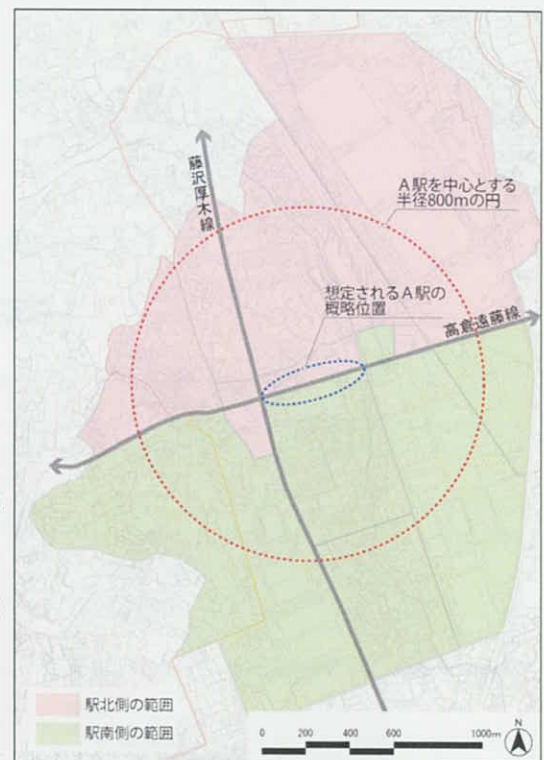 藤沢厚木線
A駅を中心とする
半径800mの円
想定されるA駅の
概略位置
高倉遠藤線
駅北側の範囲
駅南側の範囲
0 200 400 600 1000m
N